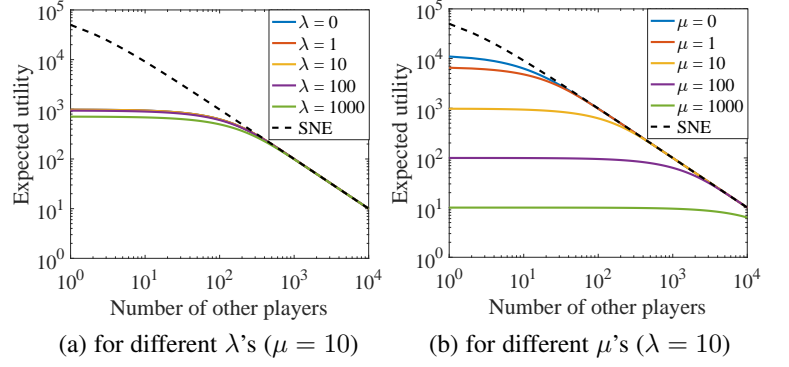 10^5
10^4
10^3
10^2
10^1
10^0
Expected utility
λ = 0
λ = 1
λ = 10
λ = 100
λ = 1000
SNE
10^0 10^1 10^2 10^3 10^4
Number of other players
(a) for different λ's (μ = 10)
10^5
10^4
10^3
10^2
10^1
10^0
Expected utility
μ = 0
μ = 1
μ = 10
μ = 100
μ = 1000
SNE
10^0 10^1 10^2 10^3 10^4
Number of other players
(b) for different μ's (λ = 10)